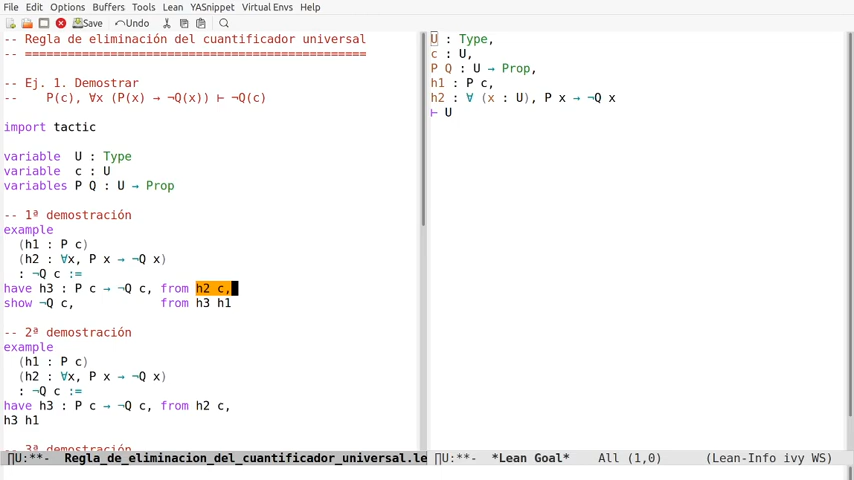 File Edit Options Buffers Tools Lean YASnippet Virtual Envs Help
Save Undo
-- Regla de eliminación del cuantificador universal
-- ================================================
-- Ej. 1. Demostrar
--    P(c), ∀x (P(x) → ¬Q(x)) ⊢ ¬Q(c)
import tactic
variable  U : Type
variable  c : U
variables P Q : U → Prop
-- 1ª demostración
example
  (h1 : P c)
  (h2 : ∀x, P x → ¬Q x)
  : ¬Q c :=
have h3 : P c → ¬Q c, from h2 c,
show ¬Q c,            from h3 h1
-- 2ª demostración
example
  (h1 : P c)
  (h2 : ∀x, P x → ¬Q x)
  : ¬Q c :=
have h3 : P c → ¬Q c, from h2 c,
h3 h1
-- 3ª demostración
U:**-  Regla_de_eliminacion_del_cuantificador_universal.le
U : Type,
c : U,
P Q : U → Prop,
h1 : P c,
h2 : ∀ (x : U), P x → ¬Q x
⊢ U
U:**-  *Lean Goal*    All (1,0)      (Lean-Info ivy WS)